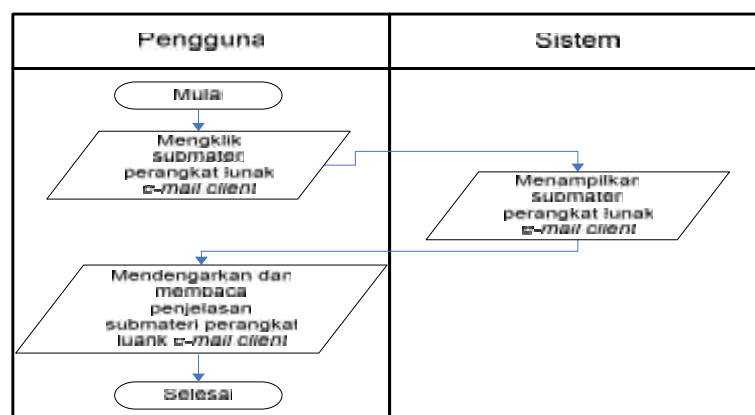 Pengguna
Sistem
Mulai
Mengklik
submateri
perangkat lunak
e-mail client
Menampilkan
submateri
perangkat lunak
e-mail client
Mendengarkan dan
membaca
penjelasan
submateri perangkat
luank e-mail client
Selesai